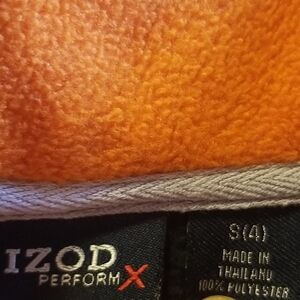 IZOD
PERFORM X
S(4)
MADE IN
THAILAND
100% POLYESTER